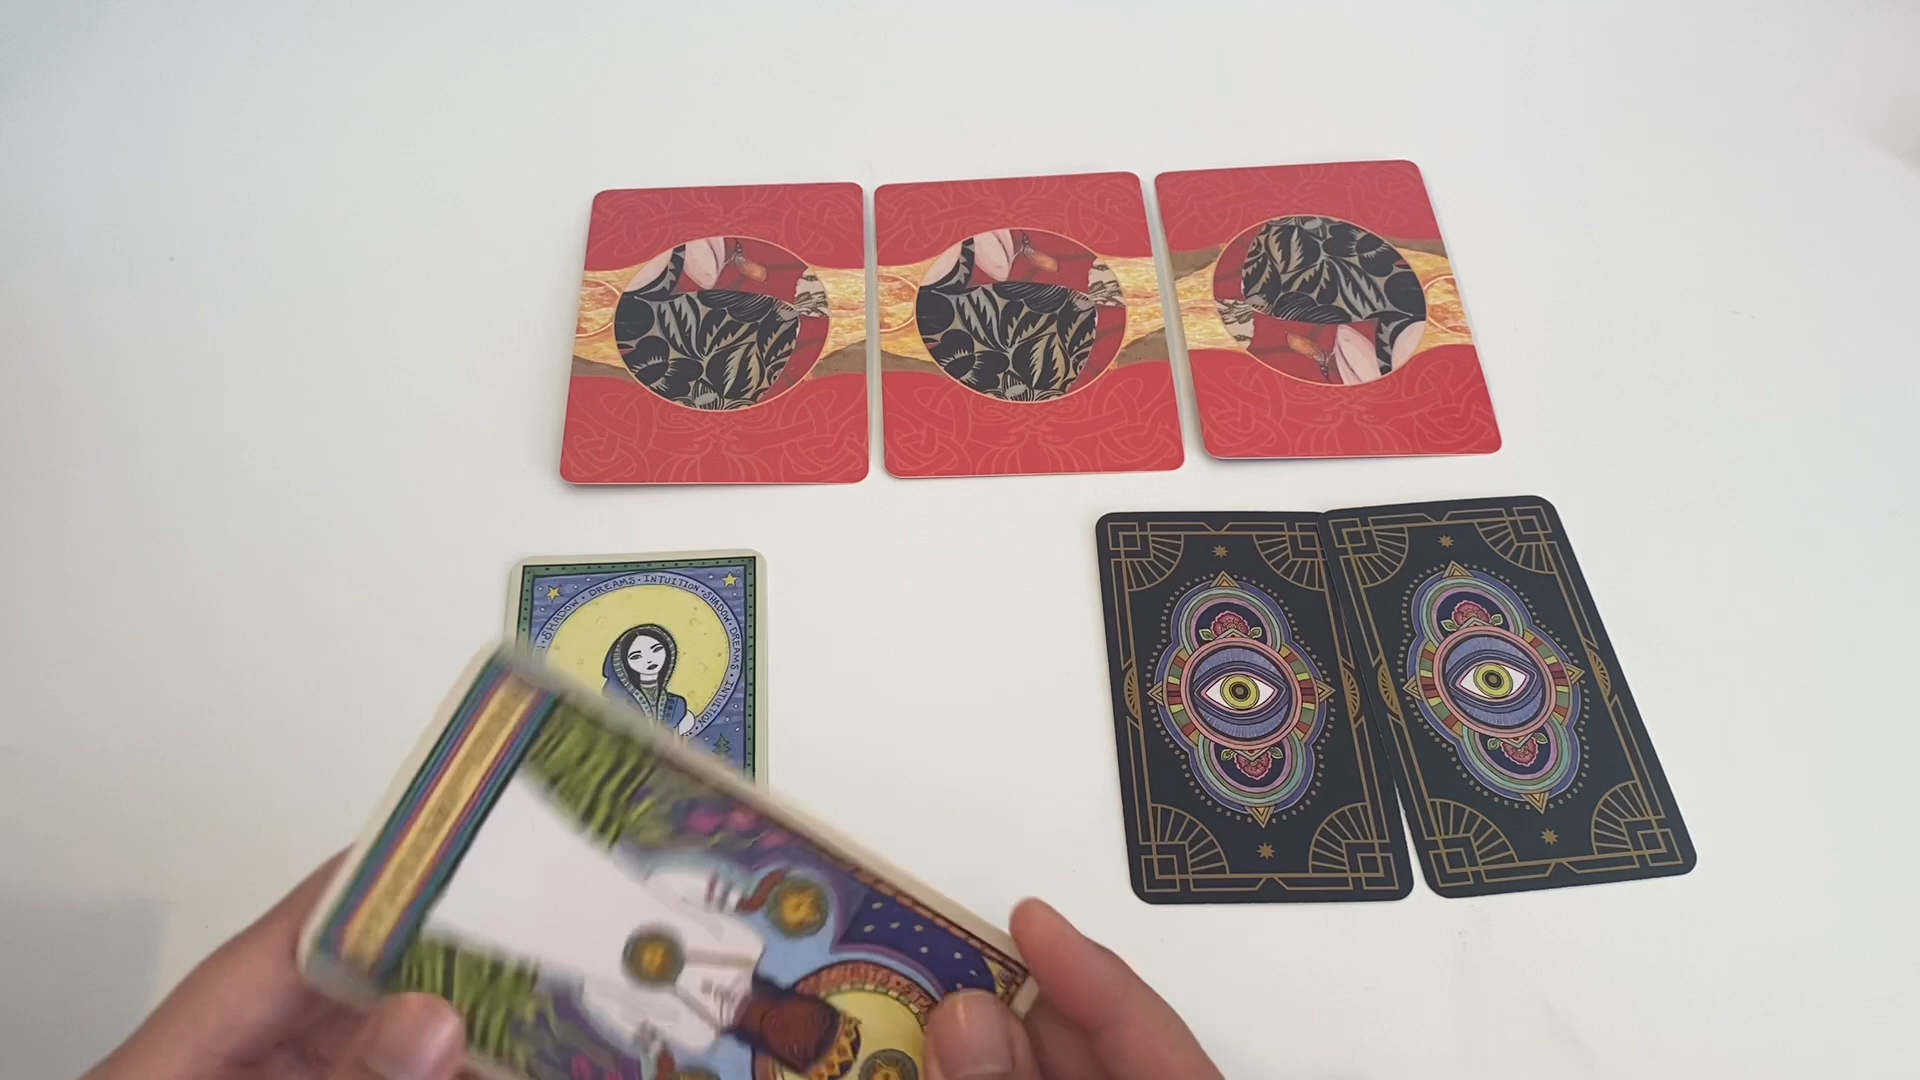 N • SHADOW • DREAMS • INTUITION • SHADOW • DREAMS • INTUITION